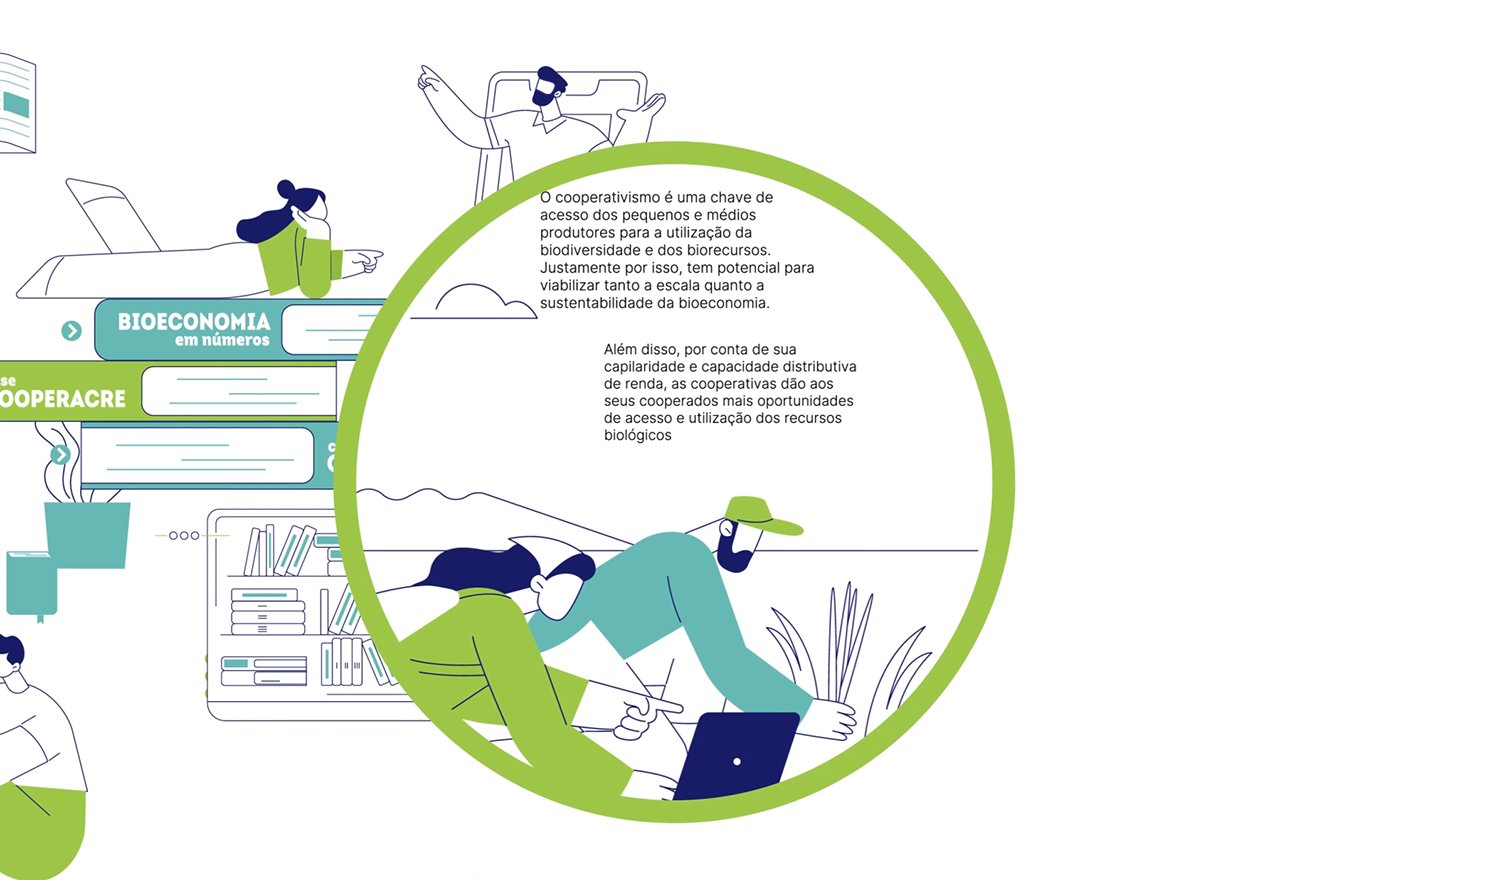 O cooperativismo é uma chave de
acesso dos pequenos e médios
produtores para a utilização da
biodiversidade e dos biorecursos.
Justamente por isso, tem potencial para
viabilizar tanto a escala quanto a
sustentabilidade da bioeconomia.
Além disso, por conta de sua
capilaridade e capacidade distributiva
de renda, as cooperativas dão aos
seus cooperados mais oportunidades
de acesso e utilização dos recursos
biológicos
BIOECONOMIA
em números
se
OOPERACRE